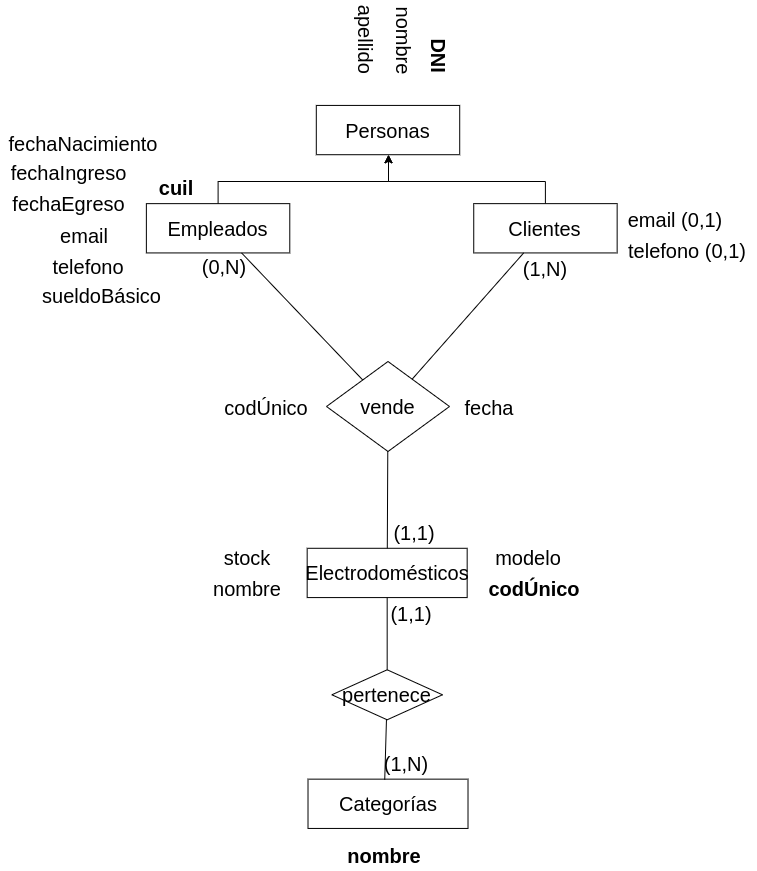 apellido
nombre
DNI
Personas
fechaNacimiento
fechaIngreso
fechaEgreso
email
telefono
sueldoBásico
cuil
Empleados
(0,N)
Clientes
email (0,1)
telefono (0,1)
(1,N)
codÚnico
vende
fecha
(1,1)
stock
nombre
Electrodomésticos
modelo
codÚnico
(1,1)
pertenece
(1,N)
Categorías
nombre